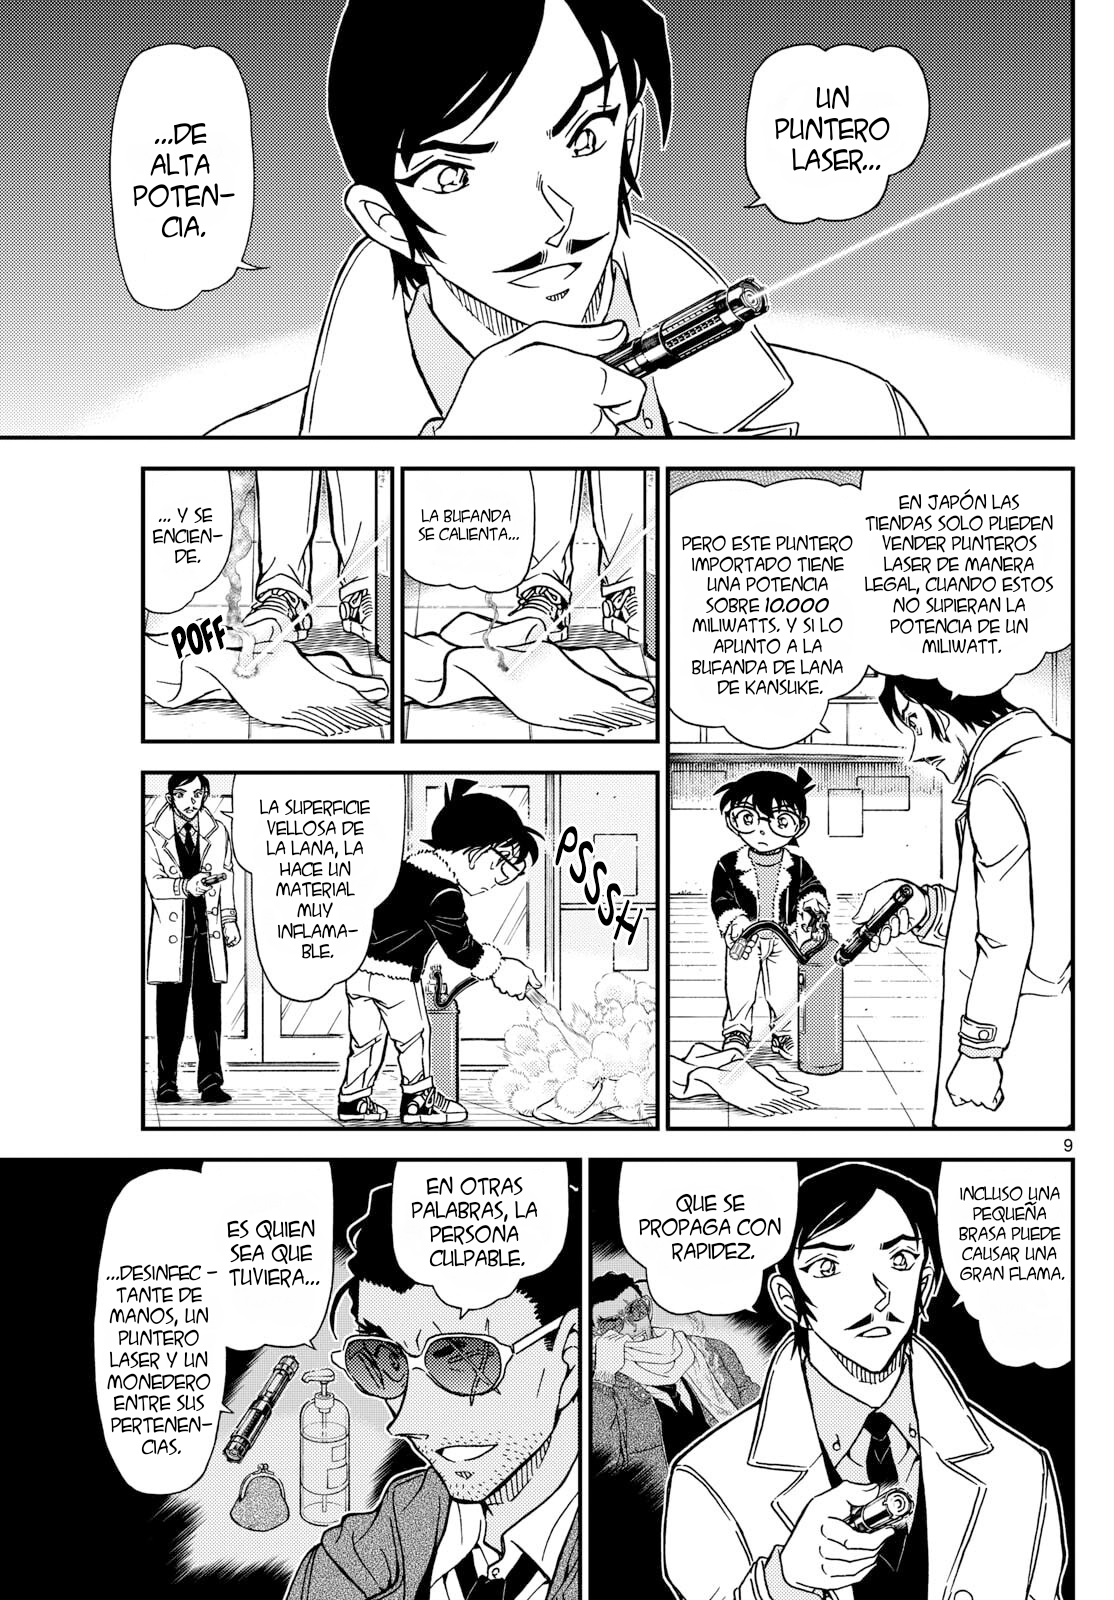 UN
PUNTERO
LASER...
...DE
ALTA
POTEN-
CIA.
EN JAPÓN LAS
TIENDAS SOLO PUEDEN
VENDER PUNTEROS
LASER DE MANERA
LEGAL, CUANDO ESTOS
NO SUPIERAN LA
POTENCIA DE UN
MILIWATT.
PERO ESTE PUNTERO
IMPORTADO TIENE
UNA POTENCIA
SOBRE 10.000
MILIWATTS. Y SI LO
APUNTO A LA
BUFANDA DE LANA
DE KANSUKE.
LA BUFANDA
SE CALIENTA...
... Y SE
ENCIEN-
DE.
POFF
LA SUPERFICIE
VELLOSA DE
LA LANA, LA
HACE UN
MATERIAL
MUY
INFLAMA-
BLE.
PSSSSH
9
INCLUSO UNA
PEQUEÑA
BRASA PUEDE
CAUSAR UNA
GRAN FLAMA.
QUE SE
PROPAGA CON
RAPIDEZ.
EN OTRAS
PALABRAS, LA
PERSONA
CULPABLE.
ES QUIEN
SEA QUE
TUVIERA...
...DESINFEC-
TANTE DE
MANOS, UN
PUNTERO
LASER Y UN
MONEDERO
ENTRE SUS
PERTENEN-
CIAS.